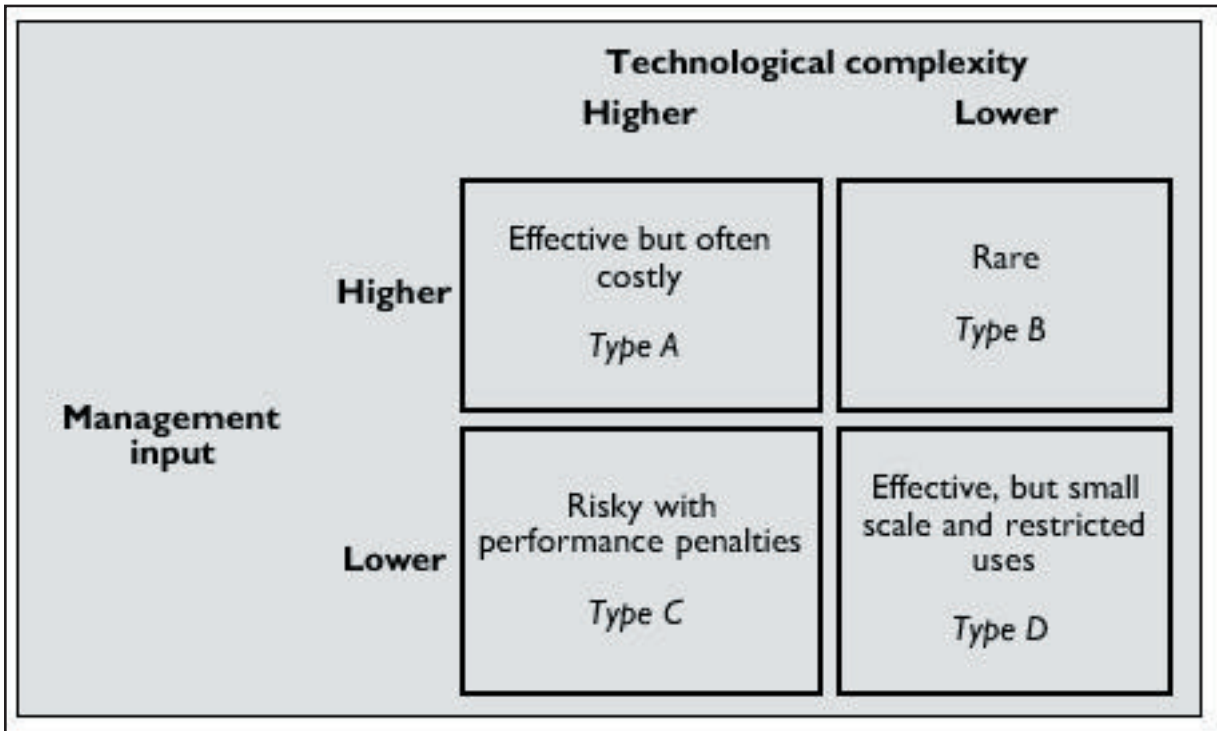 Technological complexity
Higher
Lower
Higher
Effective but often
costly
Type A
Rare
Type B
Management
input
Lower
Risky with
performance penalties
Type C
Effective, but small
scale and restricted
uses
Type D